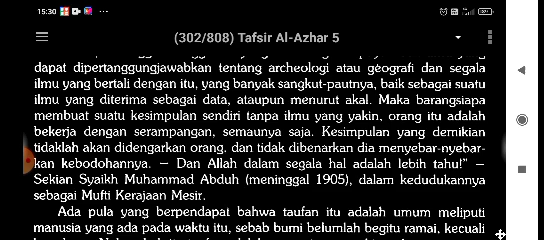 15:30
(302/808) Tafsir Al-Azhar 5
dapat dipertanggungjawabkan tentang archeologi atau geografi dan segala
ilmu yang bertali dengan itu, yang banyak sangkut-pautnya, baik sebagai suatu
ilmu yang diterima sebagai data, ataupun menurut akal. Maka barangsiapa
membuat suatu kesimpulan sendiri tanpa ilmu yang yakin, orang itu adalah
bekerja dengan serampangan, semaunya saja. Kesimpulan yang demikian
tidaklah akan didengarkan orang, dan tidak dibenarkan dia menyebar-nyebar-
kan kebodohannya. — Dan Allah dalam segala hal adalah lebih tahu!" —
Sekian Syaikh Muhammad Abduh (meninggal 1905), dalam kedudukannya
sebagai Mufti Kerajaan Mesir.
Ada pula yang berpendapat bahwa taufan itu adalah umum meliputi
manusia yang ada pada waktu itu, sebab bumi belumlah begitu ramai, kecuali